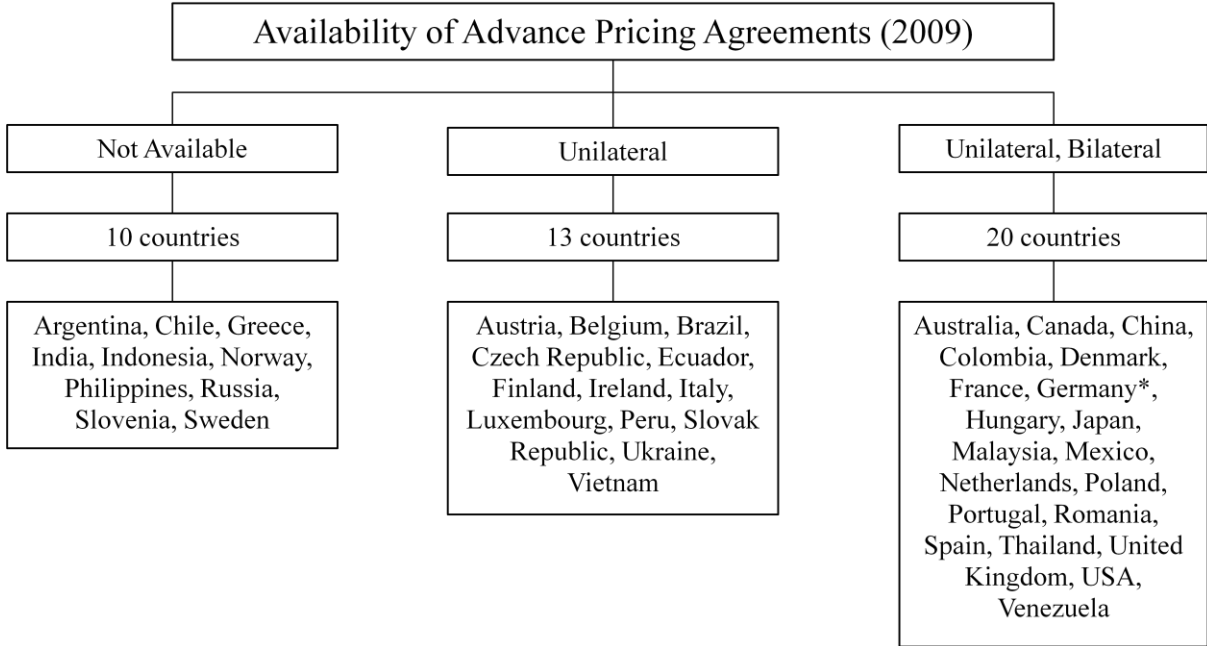 Availability of Advance Pricing Agreements (2009)
Not Available
10 countries
Argentina, Chile, Greece,
India, Indonesia, Norway,
Philippines, Russia,
Slovenia, Sweden
Unilateral
13 countries
Austria, Belgium, Brazil,
Czech Republic, Ecuador,
Finland, Ireland, Italy,
Luxembourg, Peru, Slovak
Republic, Ukraine,
Vietnam
Unilateral, Bilateral
20 countries
Australia, Canada, China,
Colombia, Denmark,
France, Germany*,
Hungary, Japan,
Malaysia, Mexico,
Netherlands, Poland,
Portugal, Romania,
Spain, Thailand, United
Kingdom, USA,
Venezuela